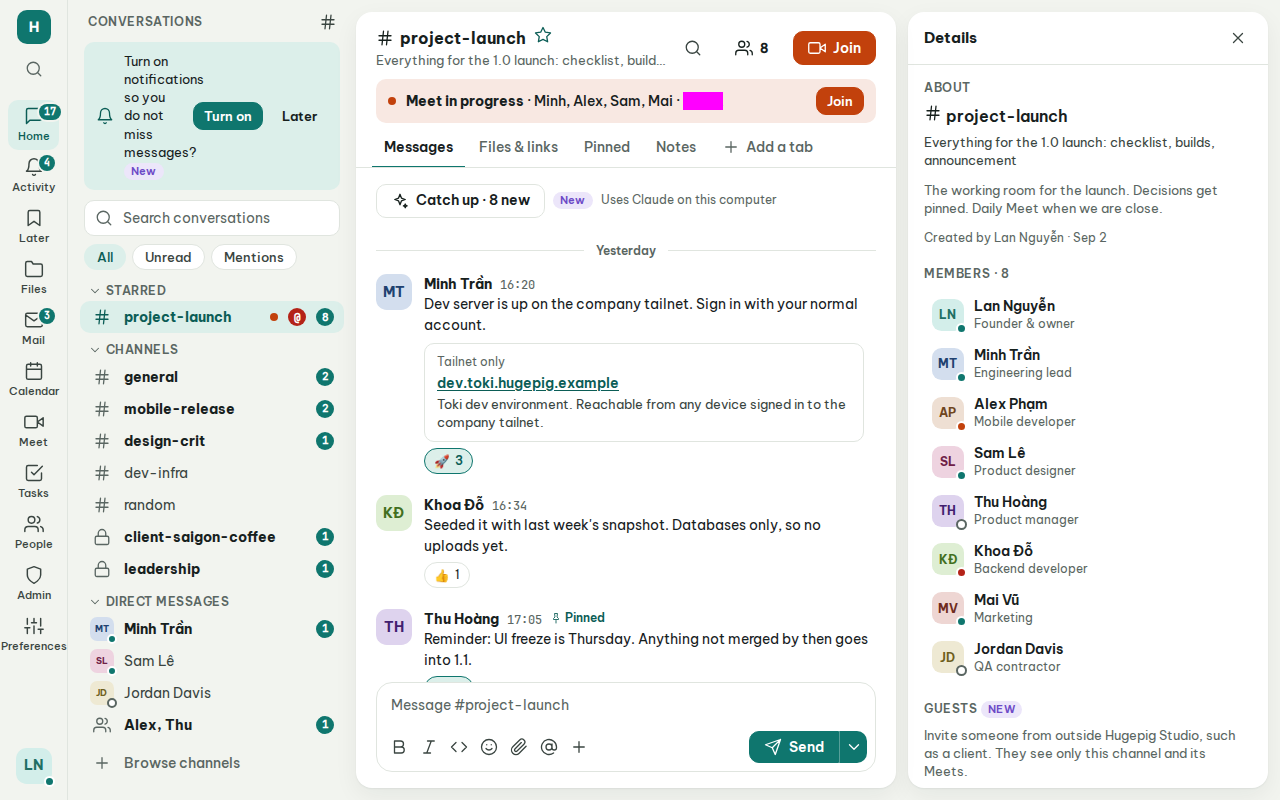 H
17
Home
4
Activity
Later
Files
3
Mail
Calendar
Meet
Tasks
People
Admin
Preferences
LN
CONVERSATIONS
Turn on
notifications
so you
do not
miss
messages?
New
Turn on
Later
Search conversations
All
Unread
Mentions
STARRED
project-launch
@
8
CHANNELS
general
2
mobile-release
2
design-crit
1
dev-infra
random
client-saigon-coffee
1
leadership
1
DIRECT MESSAGES
MT
Minh Trần
1
SL
Sam Lê
JD
Jordan Davis
Alex, Thu
1
Browse channels
# project-launch
Everything for the 1.0 launch: checklist, build...
8
Join
Meet in progress · Minh, Alex, Sam, Mai ·
Join
Messages
Files & links
Pinned
Notes
Add a tab
Catch up · 8 new
New
Uses Claude on this computer
Yesterday
MT
Minh Trần 16:20
Dev server is up on the company tailnet. Sign in with your normal
account.
Tailnet only
dev.toki.hugepig.example
Toki dev environment. Reachable from any device signed in to the
company tailnet.
🚀 3
KĐ
Khoa Đỗ 16:34
Seeded it with last week's snapshot. Databases only, so no
uploads yet.
👍 1
TH
Thu Hoàng 17:05 Pinned
Reminder: UI freeze is Thursday. Anything not merged by then goes
into 1.1.
Message #project-launch
Send
Details
ABOUT
# project-launch
Everything for the 1.0 launch: checklist, builds,
announcement
The working room for the launch. Decisions get
pinned. Daily Meet when we are close.
Created by Lan Nguyễn · Sep 2
MEMBERS · 8
LN
Lan Nguyễn
Founder & owner
MT
Minh Trần
Engineering lead
AP
Alex Phạm
Mobile developer
SL
Sam Lê
Product designer
TH
Thu Hoàng
Product manager
KĐ
Khoa Đỗ
Backend developer
MV
Mai Vũ
Marketing
JD
Jordan Davis
QA contractor
GUESTS NEW
Invite someone from outside Hugepig Studio, such
as a client. They see only this channel and its
Meets.